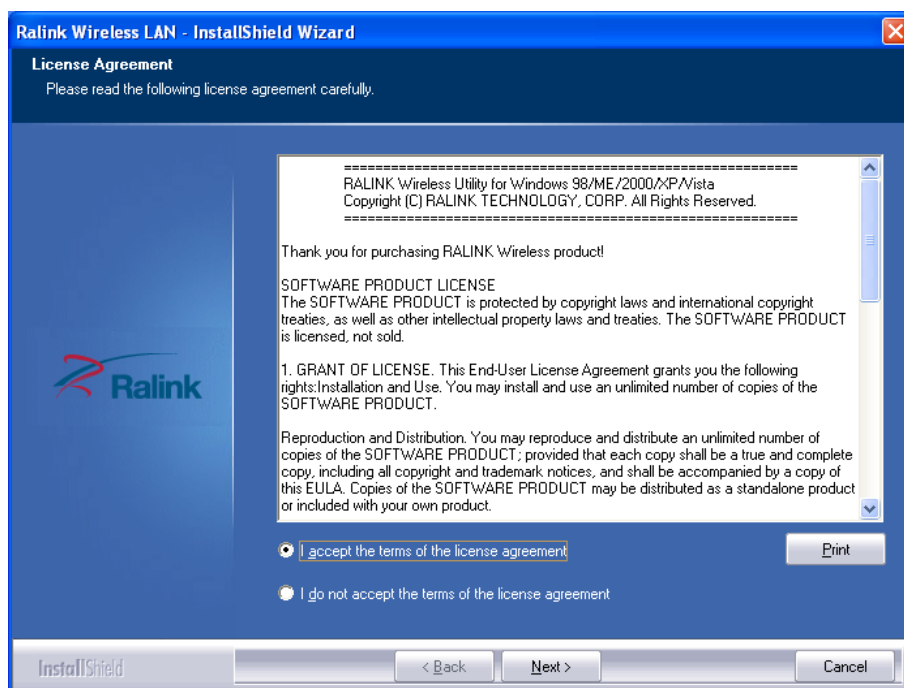 Ralink Wireless LAN - InstallShield Wizard
License Agreement
Please read the following license agreement carefully.
==========================================================
RALINK Wireless Utility for Windows 98/ME/2000/XP/Vista
Copyright (C) RALINK TECHNOLOGY, CORP. All Rights Reserved.
==========================================================
Thank you for purchasing RALINK Wireless product!
SOFTWARE PRODUCT LICENSE
The SOFTWARE PRODUCT is protected by copyright laws and international copyright
treaties, as well as other intellectual property laws and treaties. The SOFTWARE PRODUCT
is licensed, not sold.
1. GRANT OF LICENSE. This End-User License Agreement grants you the following
rights:Installation and Use. You may install and use an unlimited number of copies of the
SOFTWARE PRODUCT.
Reproduction and Distribution. You may reproduce and distribute an unlimited number of
copies of the SOFTWARE PRODUCT; provided that each copy shall be a true and complete
copy, including all copyright and trademark notices, and shall be accompanied by a copy of
this EULA. Copies of the SOFTWARE PRODUCT may be distributed as a standalone product
or included with your own product.
Ralink
I accept the terms of the license agreement
Print
I do not accept the terms of the license agreement
InstallShield
< Back
Next >
Cancel